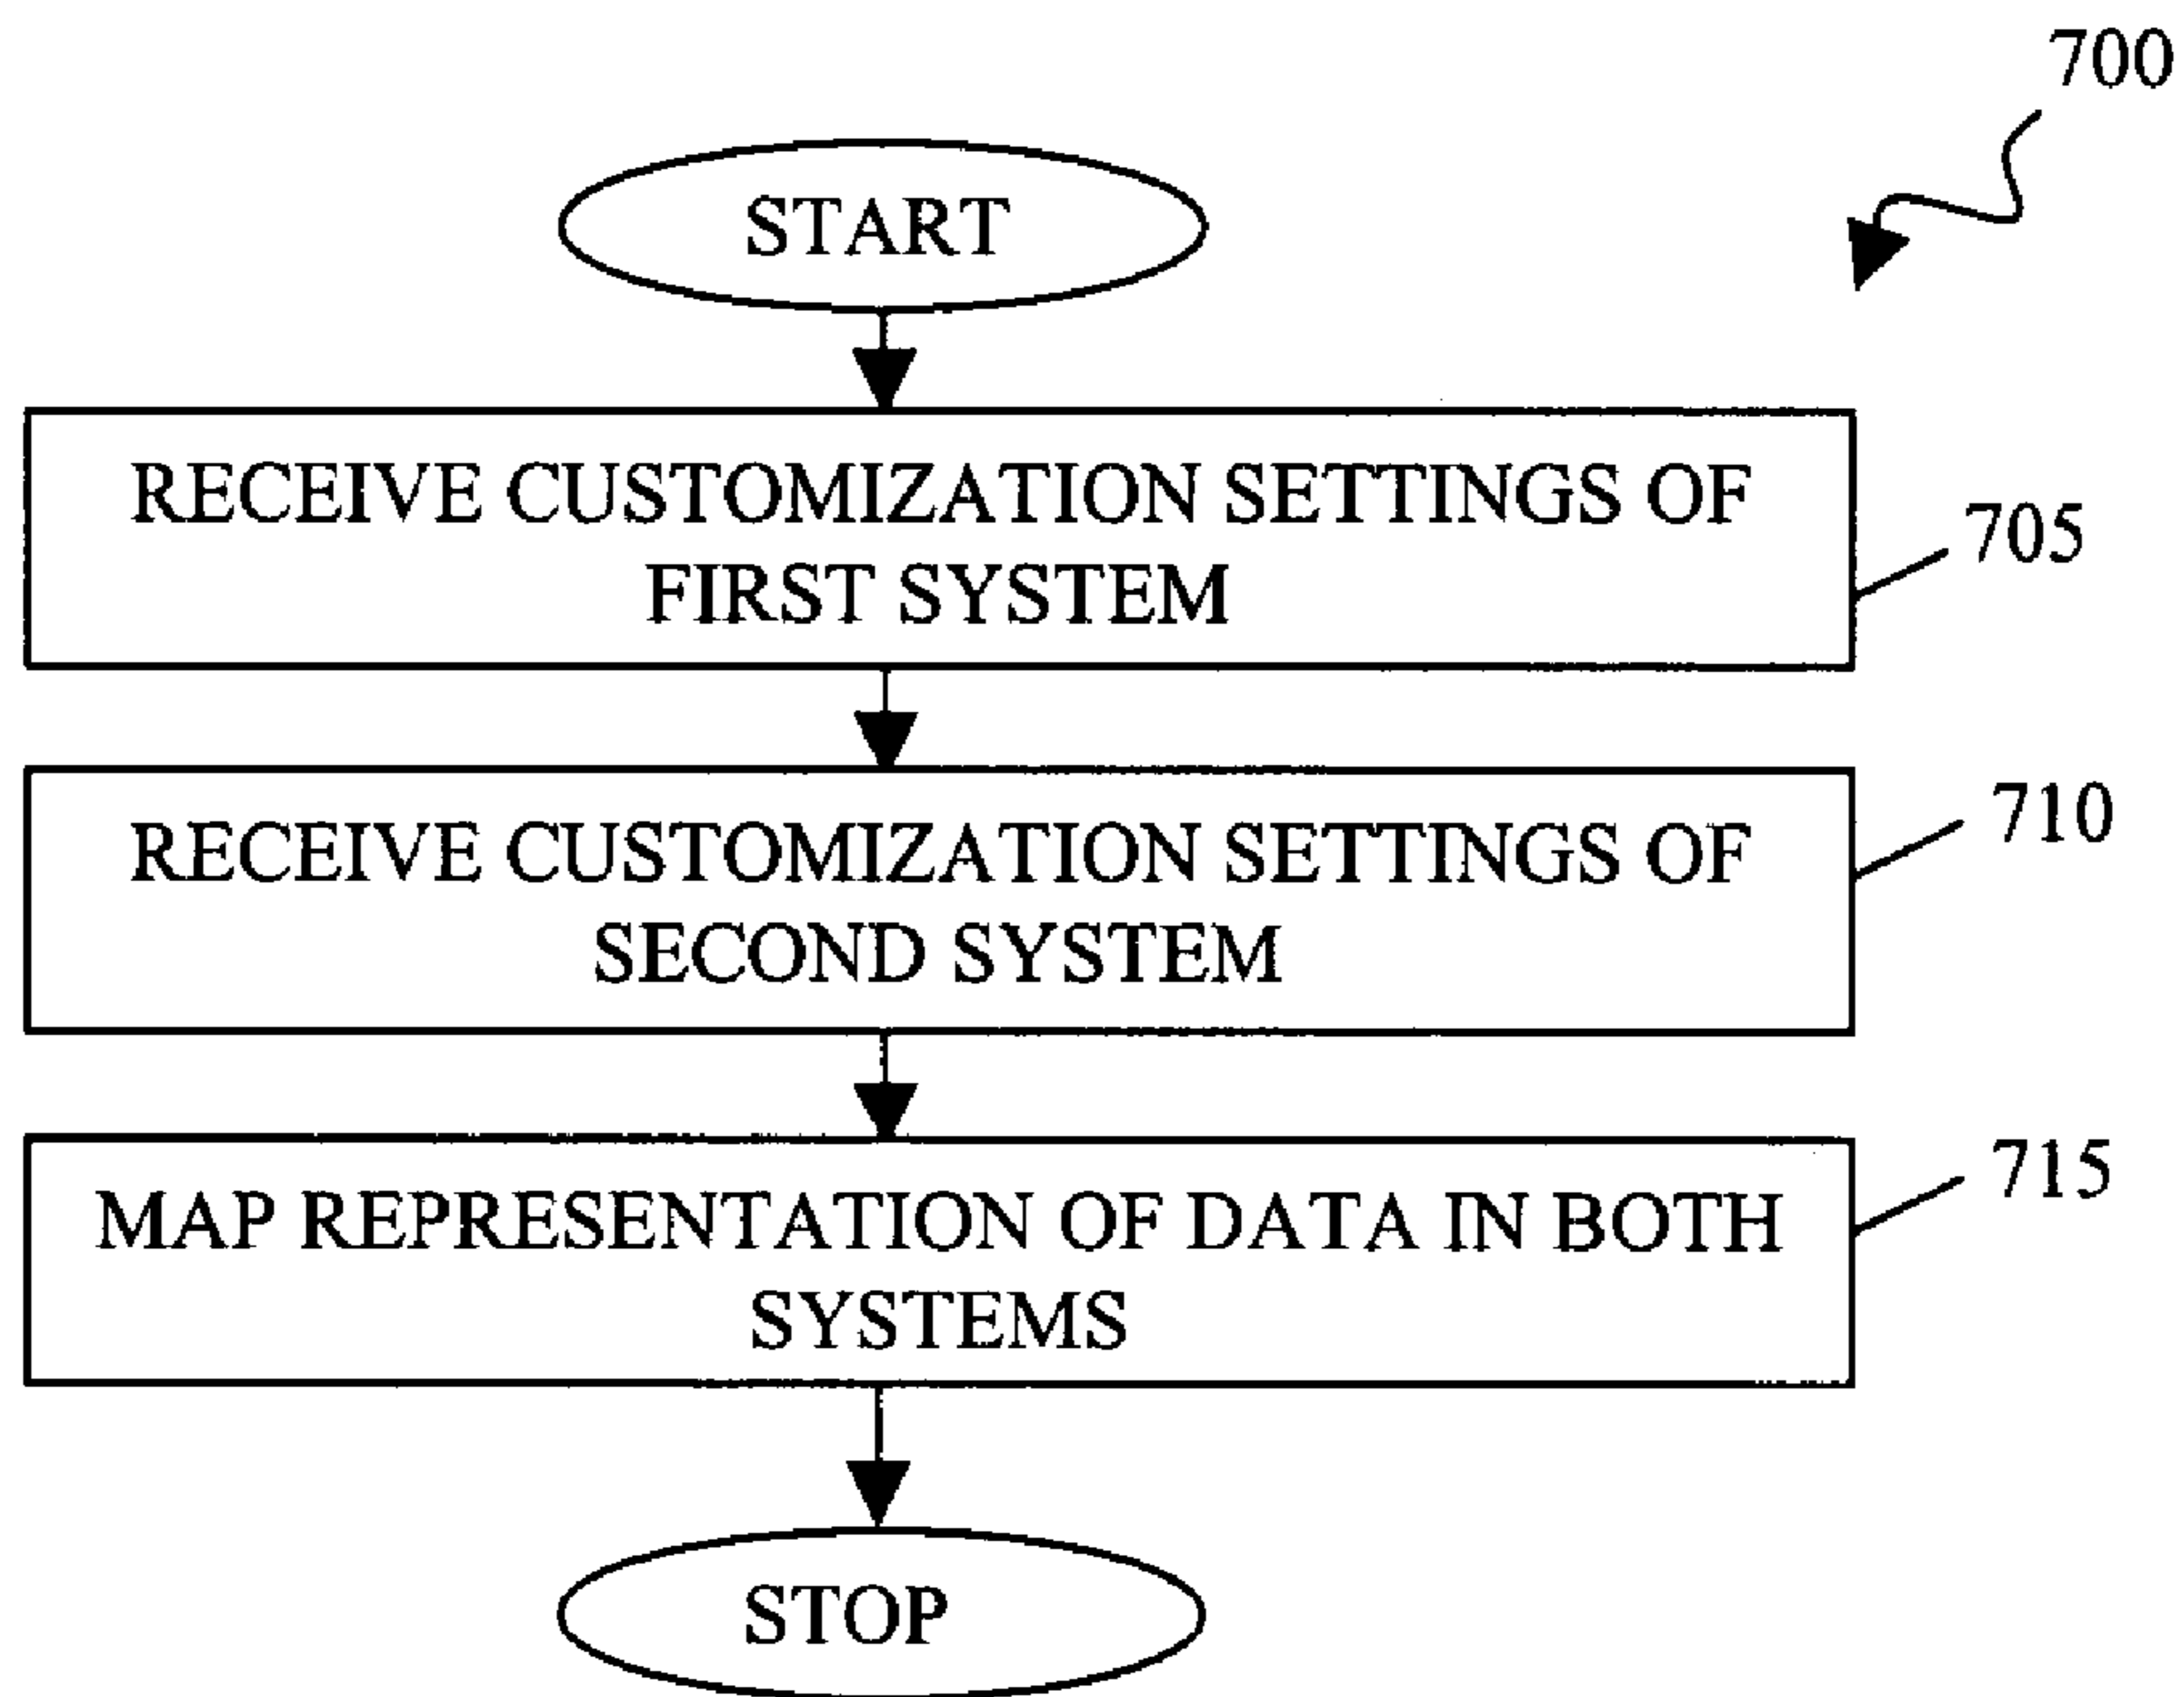 700
START
RECEIVE CUSTOMIZATION SETTINGS OF
FIRST SYSTEM
705
RECEIVE CUSTOMIZATION SETTINGS OF
SECOND SYSTEM
710
MAP REPRESENTATION OF DATA IN BOTH
SYSTEMS
715
STOP